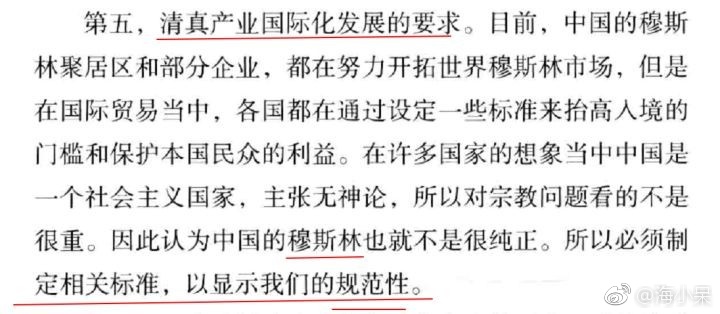 第五，清真产业国际化发展的要求。目前，中国的穆斯
林聚居区和部分企业，都在努力开拓世界穆斯林市场，但是
在国际贸易当中，各国都在通过设定一些标准来抬高入境的
门槛和保护本国民众的利益。在许多国家的想象当中中国是
一个社会主义国家，主张无神论，所以对宗教问题看的不是
很重。因此认为中国的穆斯林也就不是很纯正。所以必须制
定相关标准，以显示我们的规范性。
@海小呆